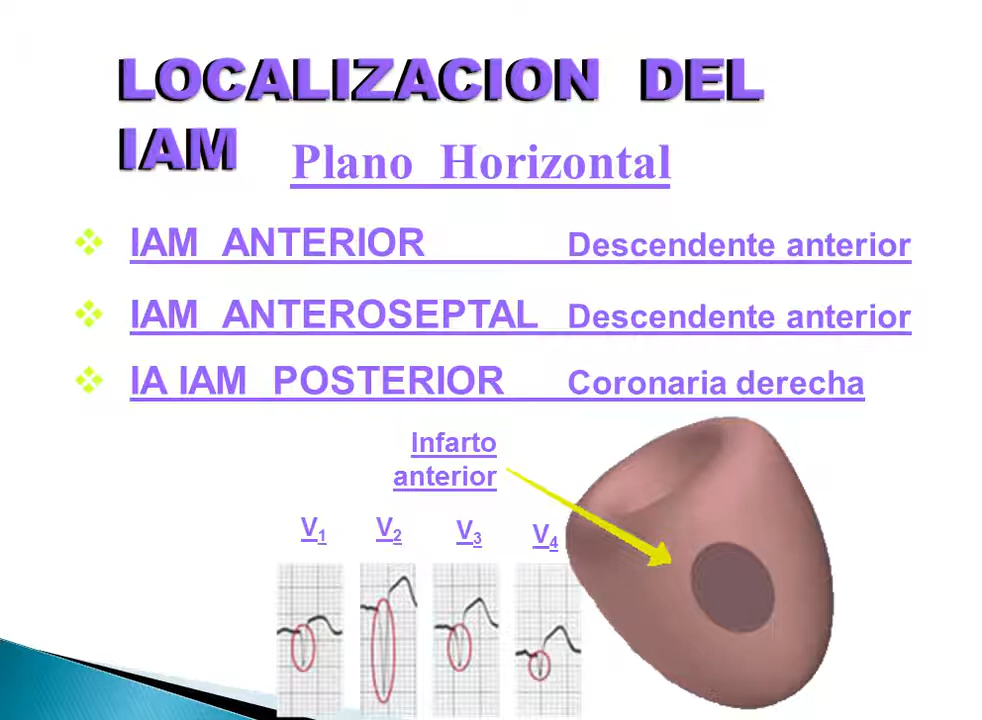 LOCALIZACION DEL
IAM
Plano Horizontal
IAM ANTERIOR Descendente anterior
IAM ANTEROSEPTAL Descendente anterior
IA IAM POSTERIOR Coronaria derecha
Infarto
anterior
V1 V2 V3 V4